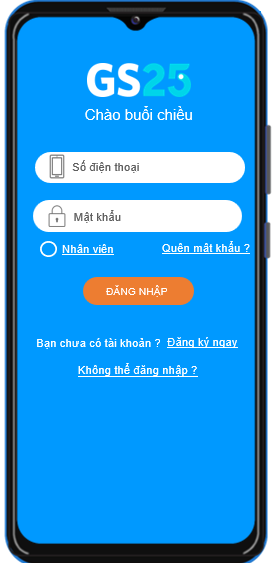 GS25
Chào buổi chiều
Số điện thoại
Mật khẩu
Nhân viên Quên mật khẩu ?
ĐĂNG NHẬP
Bạn chưa có tài khoản ? Đăng ký ngay
Không thể đăng nhập ?